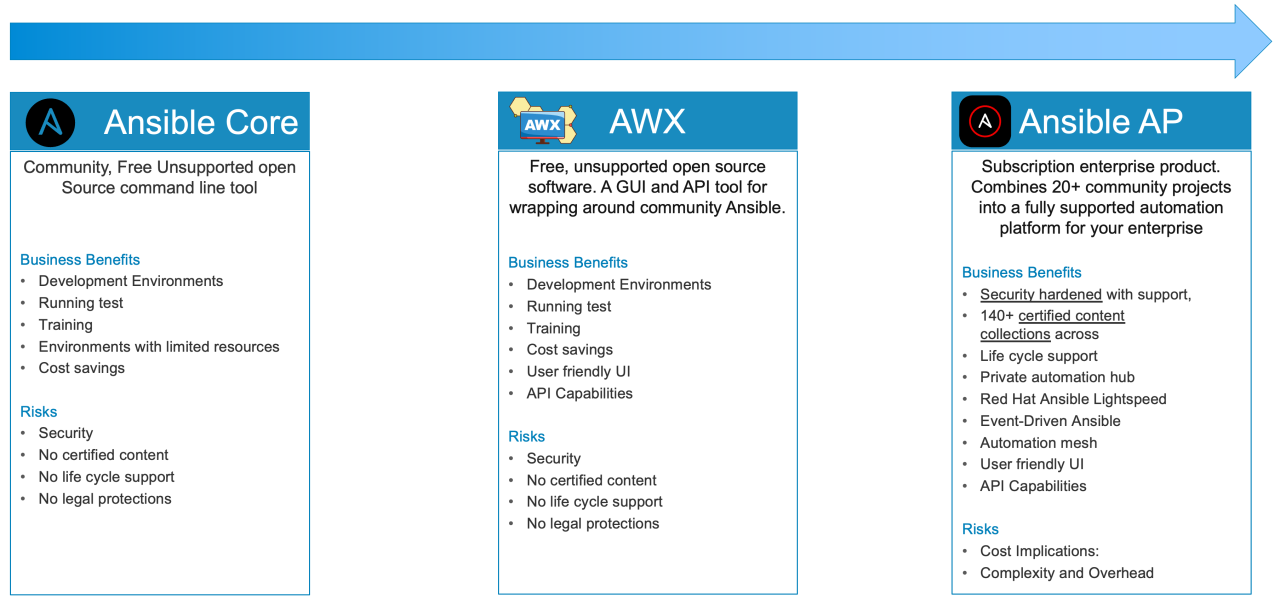 Ansible Core
Community, Free Unsupported open
Source command line tool
Business Benefits
• Development Environments
• Running test
• Training
• Environments with limited resources
• Cost savings
Risks
• Security
• No certified content
• No life cycle support
• No legal protections
AWX
AWX
Free, unsupported open source
software. A GUI and API tool for
wrapping around community Ansible.
Business Benefits
• Development Environments
• Running test
• Training
• Cost savings
• User friendly UI
• API Capabilities
Risks
• Security
• No certified content
• No life cycle support
• No legal protections
Ansible AP
Subscription enterprise product.
Combines 20+ community projects
into a fully supported automation
platform for your enterprise
Business Benefits
• Security hardened with support,
• 140+ certified content
collections across
• Life cycle support
• Private automation hub
• Red Hat Ansible Lightspeed
• Event-Driven Ansible
• Automation mesh
• User friendly UI
• API Capabilities
Risks
• Cost Implications:
• Complexity and Overhead